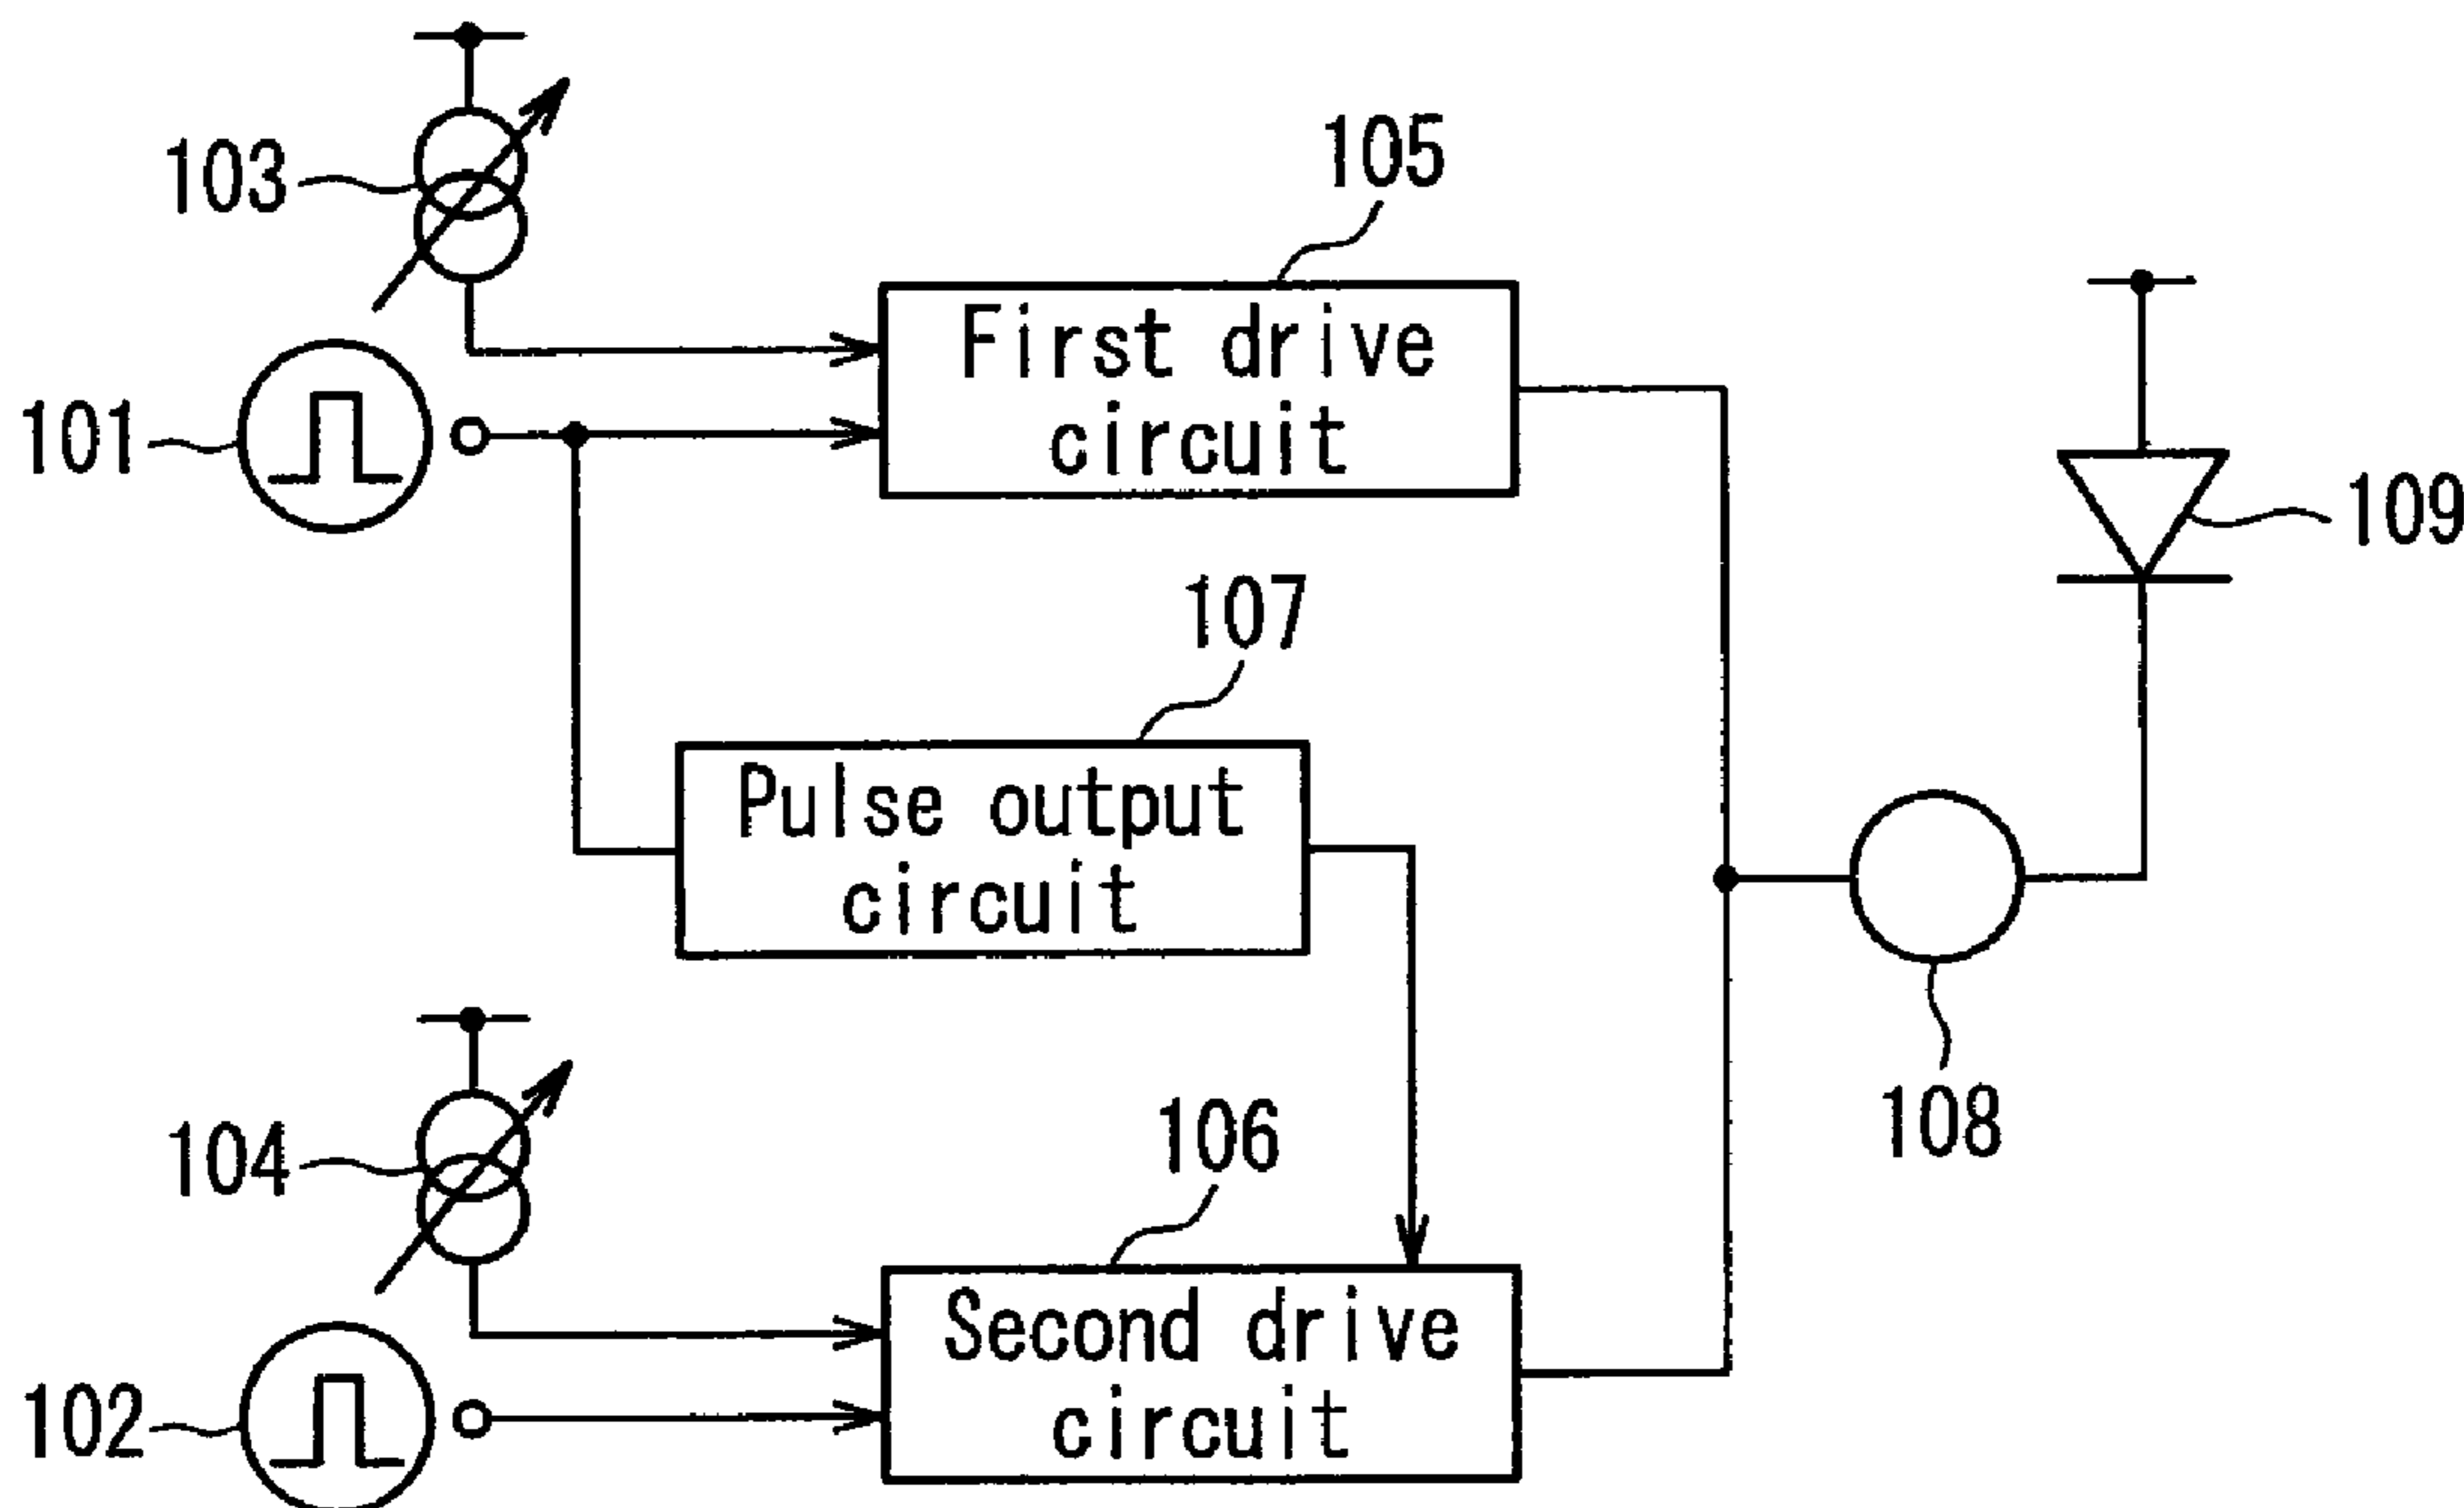 103
105
First drive
circuit
101
109
107
Pulse output
circuit
104
106
108
Second drive
circuit
102